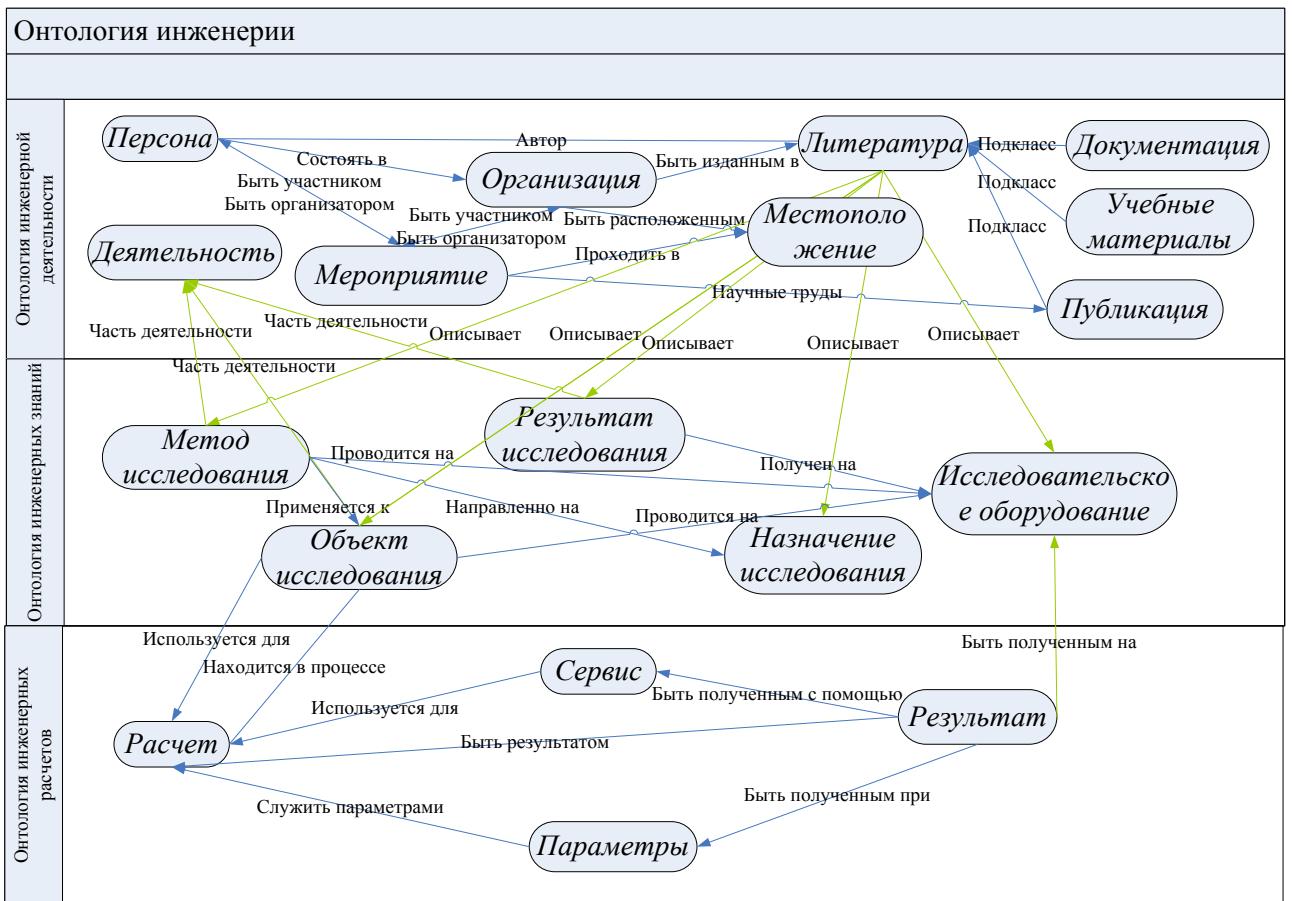 Онтология инженерии
Онтология инженерной
деятельности
Персона
Автор
Литература
Подкласс
Документация
Состоять в
Организация
Быть изданным в
Быть участником
Быть организатором
Подкласс
Учебные
материалы
Быть участником
Быть организатором
Быть расположенным
Местополо
жение
Подкласс
Деятельность
Мероприятие
Проходить в
Научные труды
Публикация
Часть деятельности
Часть деятельности
Описывает
Описывает
Описывает
Описывает
Описывает
Часть деятельности
Онтология инженерных знаний
Метод
исследования
Результат
исследования
Проводится на
Получен на
Исследовательско
е оборудование
Применяется к
Направленно на
Проводится на
Объект
исследования
Назначение
исследования
Онтология инженерных
расчетов
Используется для
Находится в процессе
Быть полученным на
Сервис
Быть полученным с помощью
Используется для
Результат
Расчет
Быть результатом
Служить параметрами
Быть полученным при
Параметры